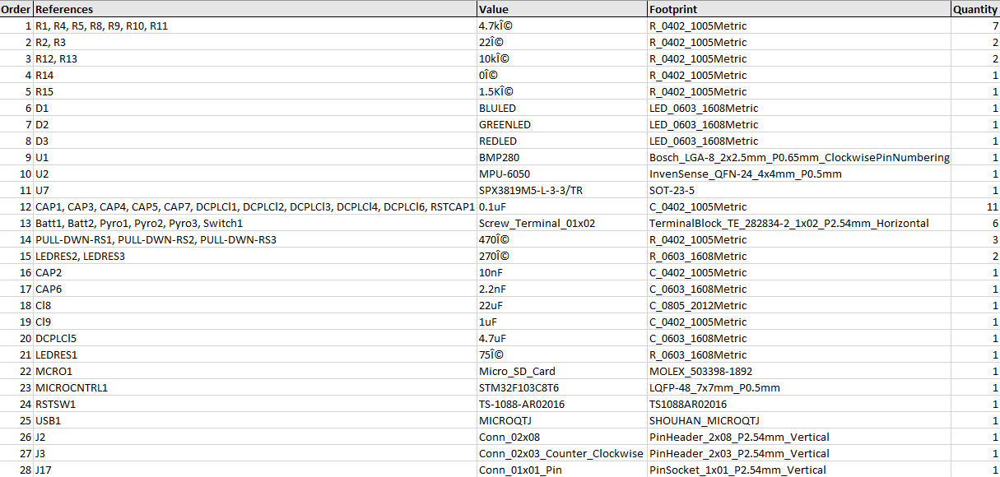 Order References Value Footprint Quantity
1 R1, R4, R5, R8, R9, R10, R11 4.7kÎ© R_0402_1005Metric 7
2 R2, R3 22Î© R_0402_1005Metric 2
3 R12, R13 10kÎ© R_0402_1005Metric 2
4 R14 0Î© R_0402_1005Metric 1
5 R15 1.5KÎ© R_0402_1005Metric 1
6 D1 BLULED LED_0603_1608Metric 1
7 D2 GREENLED LED_0603_1608Metric 1
8 D3 REDLED LED_0603_1608Metric 1
9 U1 BMP280 Bosch_LGA-8_2x2.5mm_P0.65mm_ClockwisePinNumbering 1
10 U2 MPU-6050 InvenSense_QFN-24_4x4mm_P0.5mm 1
11 U7 SPX3819M5-L-3-3/TR SOT-23-5 1
12 CAP1, CAP3, CAP4, CAP5, CAP7, DCPLCl1, DCPLCl2, DCPLCl3, DCPLCl4, DCPLCl6, RSTCAP1 0.1uF C_0402_1005Metric 11
13 Batt1, Batt2, Pyro1, Pyro2, Pyro3, Switch1 Screw_Terminal_01x02 TerminalBlock_TE_282834-2_1x02_P2.54mm_Horizontal 6
14 PULL-DWN-RS1, PULL-DWN-RS2, PULL-DWN-RS3 470Î© R_0402_1005Metric 3
15 LEDRES2, LEDRES3 270Î© R_0603_1608Metric 2
16 CAP2 10nF C_0402_1005Metric 1
17 CAP6 2.2nF C_0603_1608Metric 1
18 Cl8 22uF C_0805_2012Metric 1
19 Cl9 1uF C_0402_1005Metric 1
20 DCPLCl5 4.7uF C_0603_1608Metric 1
21 LEDRES1 75Î© R_0603_1608Metric 1
22 MCRO1 Micro_SD_Card MOLEX_503398-1892 1
23 MICROCNTRL1 STM32F103C8T6 LQFP-48_7x7mm_P0.5mm 1
24 RSTSW1 TS-1088-AR02016 TS1088AR02016 1
25 USB1 MICROQTJ SHOUHAN_MICROQTJ 1
26 J2 Conn_02x08 PinHeader_2x08_P2.54mm_Vertical 1
27 J3 Conn_02x03_Counter_Clockwise PinHeader_2x03_P2.54mm_Vertical 1
28 J17 Conn_01x01_Pin PinSocket_1x01_P2.54mm_Vertical 1